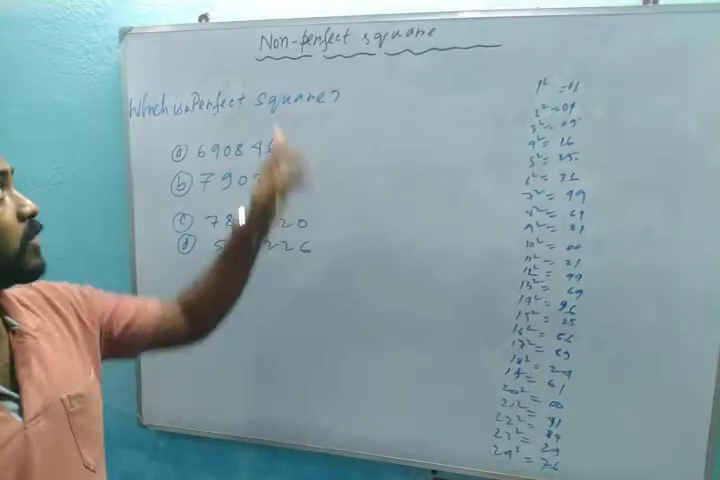 Non-perfect square
Which is a Perfect square?
(a) 69084
(b) 790
(c) 78 20
(d) 5 226
1² = 01
2² = 04
3² = 09
4² = 16
5² = 25
6² = 36
7² = 49
8² = 64
9² = 81
10² = 00
11² = 21
12² = 44
13² = 69
14² = 96
15² = 25
16² = 56
17² = 89
18² = 24
19² = 61
20² = 00
21² = 41
22² = 84
23² = 29
24² = 76